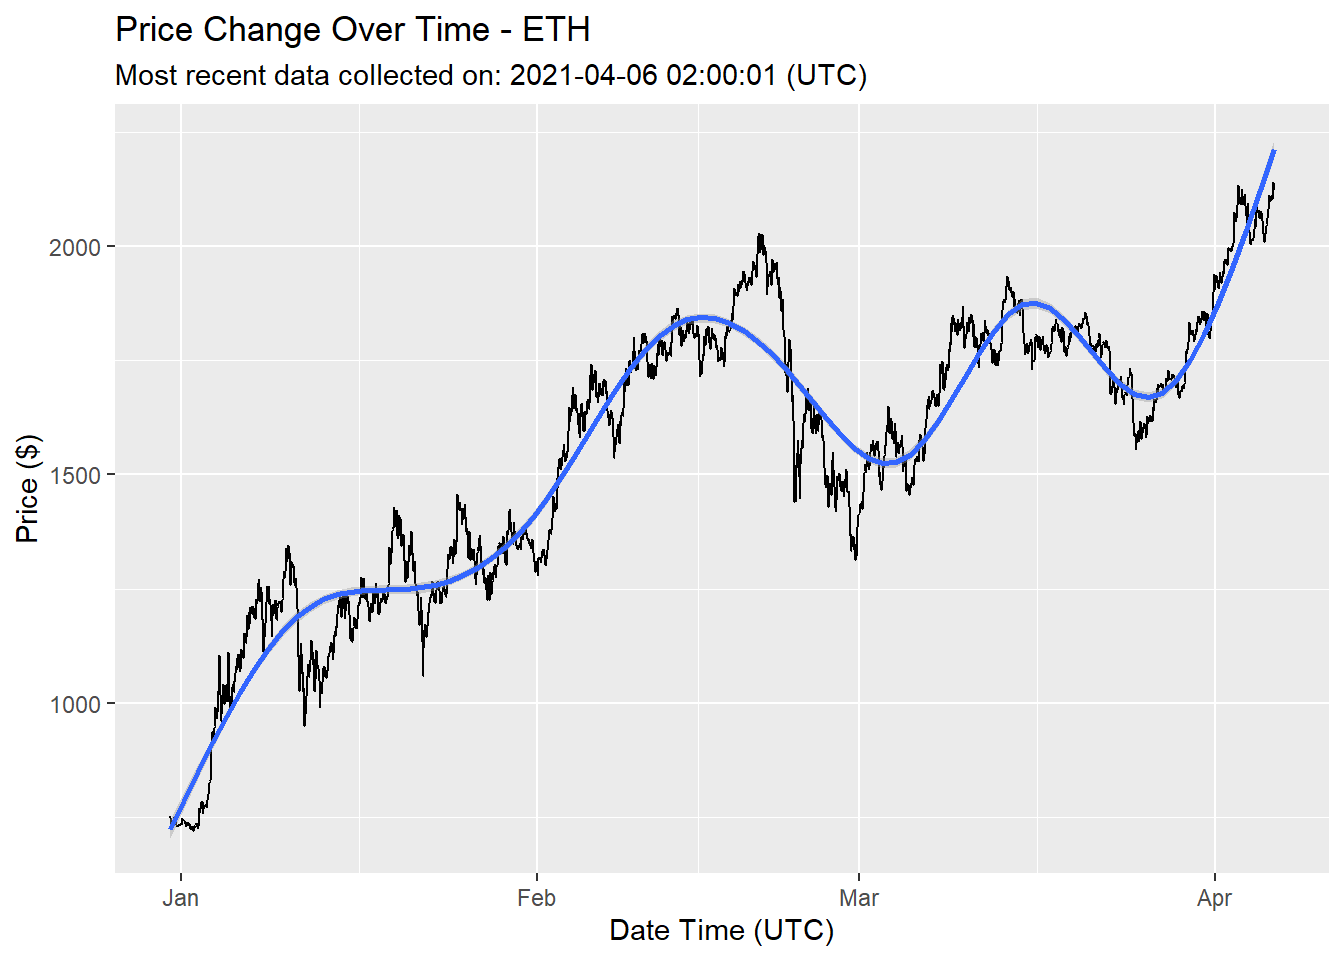 Price Change Over Time - ETH
Most recent data collected on: 2021-04-06 02:00:01 (UTC)
Price ($)
2000
1500
1000
Jan Feb Mar Apr
Date Time (UTC)